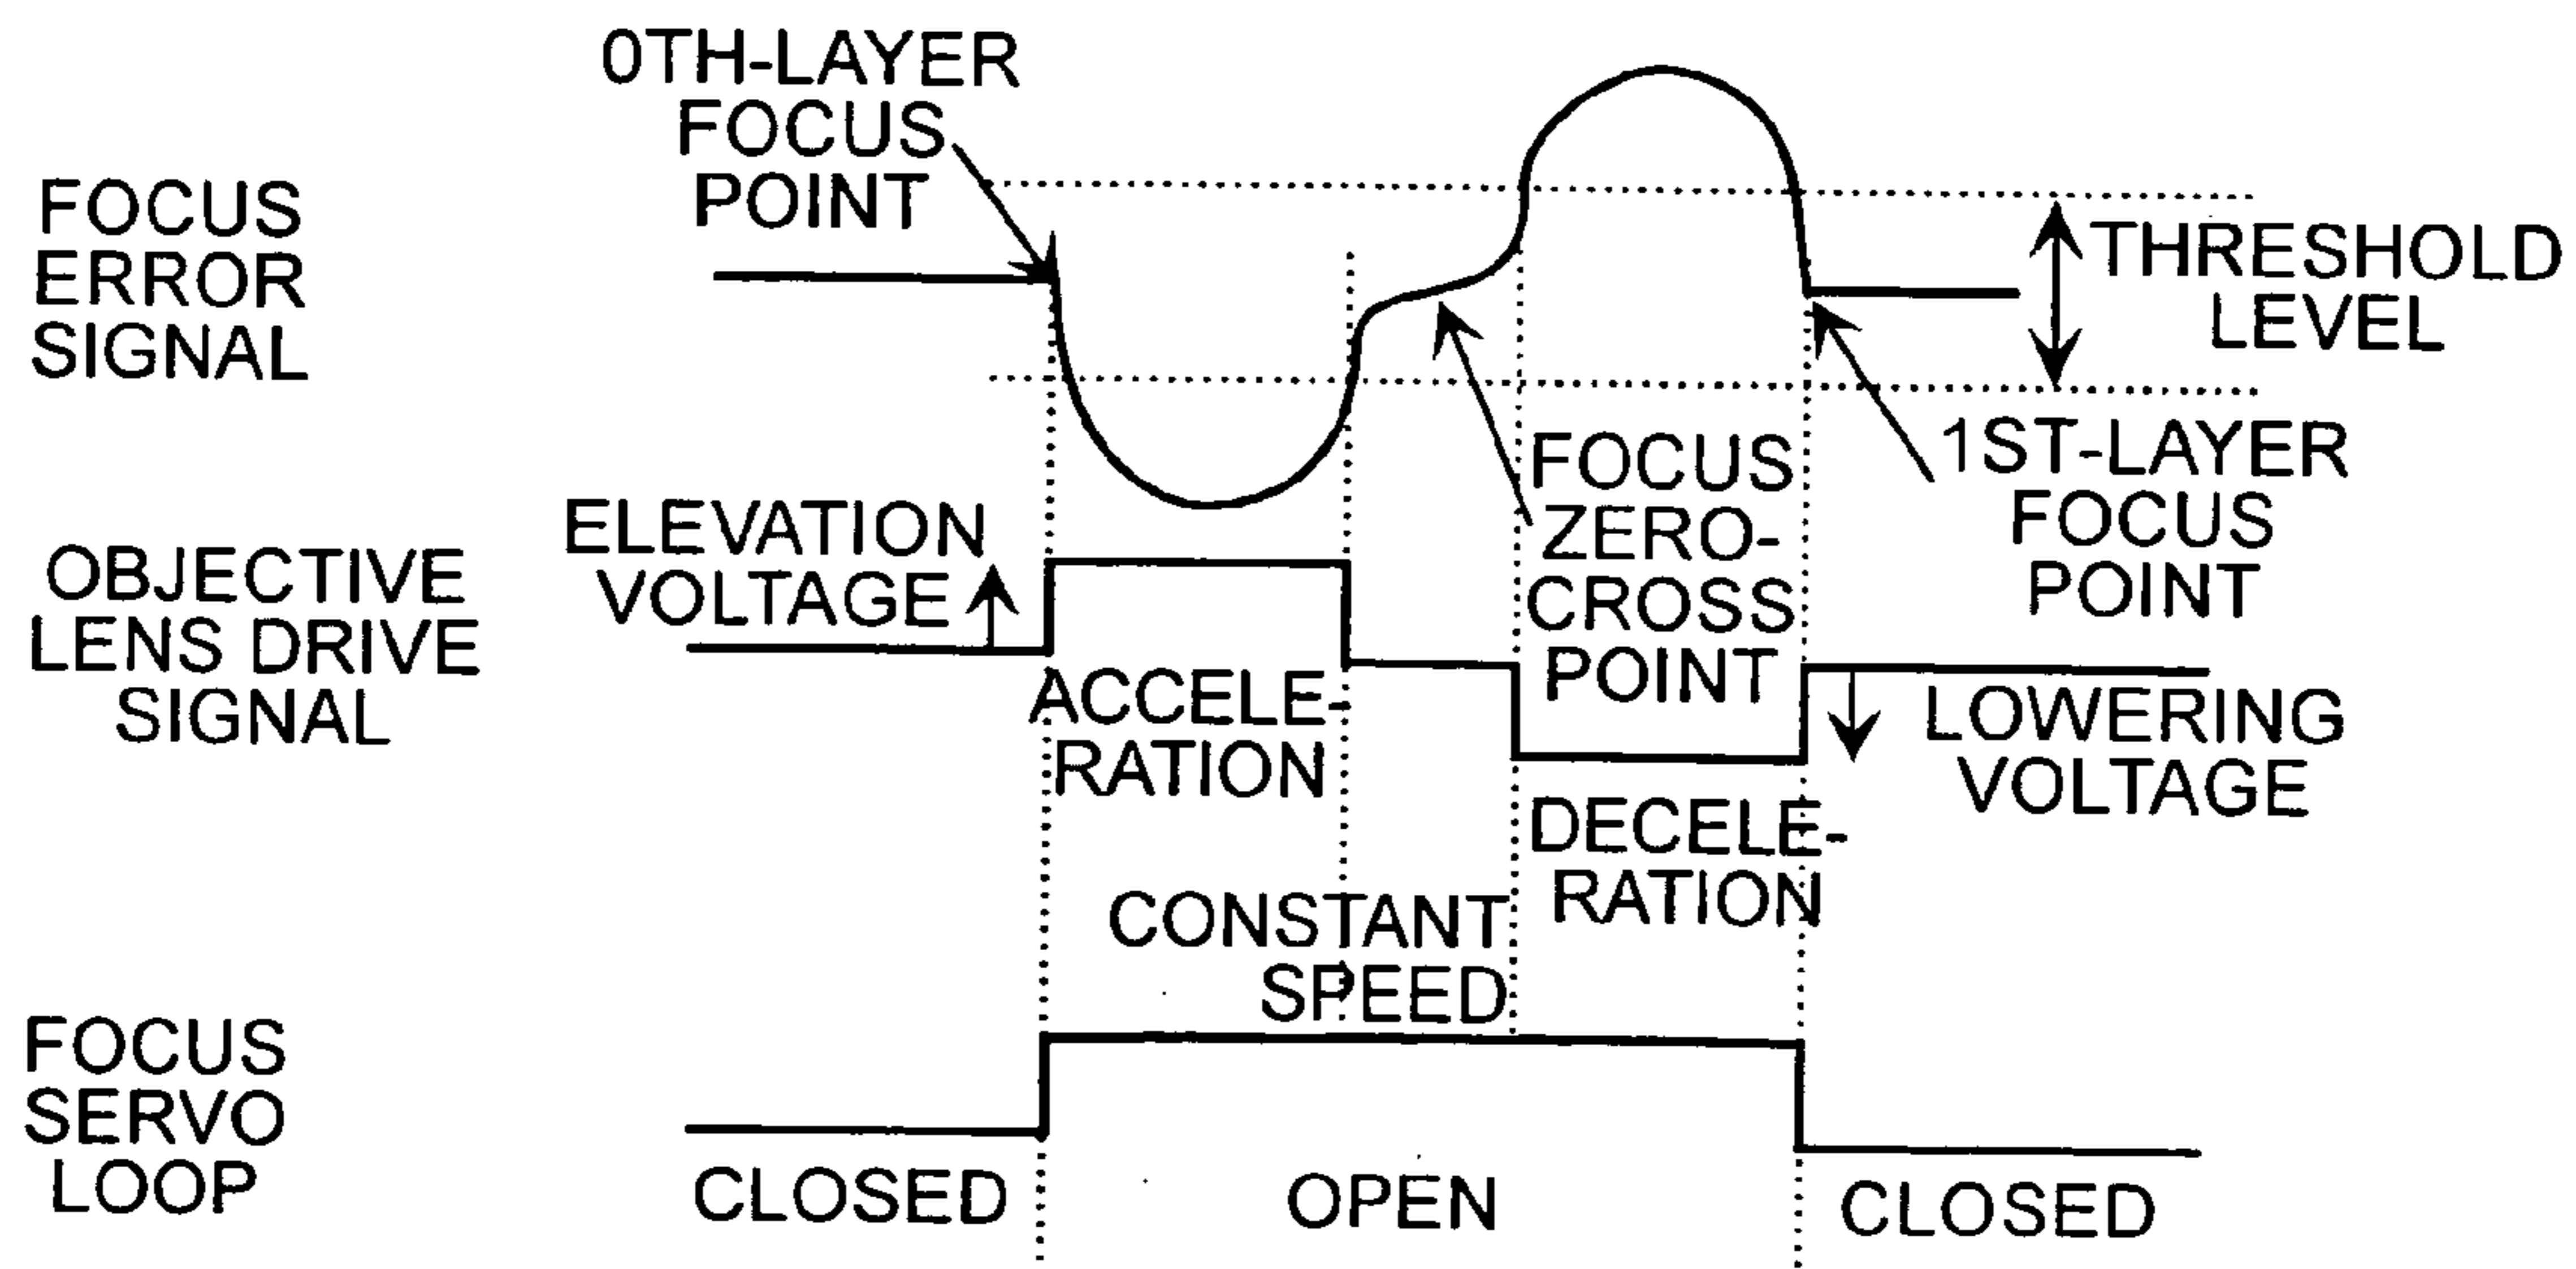 0TH-LAYER
FOCUS
POINT
FOCUS
ERROR
SIGNAL
THRESHOLD
LEVEL
1ST-LAYER
FOCUS
POINT
FOCUS
ZERO-
CROSS
POINT
ELEVATION
VOLTAGE
OBJECTIVE
LENS DRIVE
SIGNAL
ACCELE-
RATION
LOWERING
VOLTAGE
DECELE-
RATION
CONSTANT
SPEED
FOCUS
SERVO
LOOP
CLOSED
OPEN
CLOSED